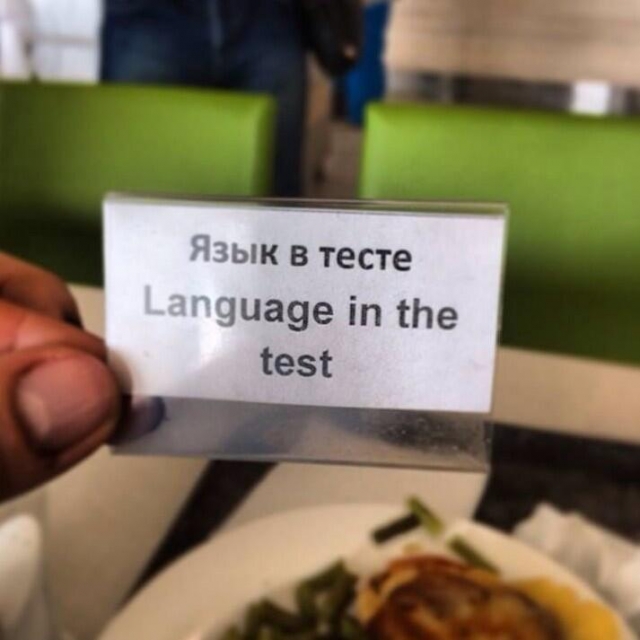 Язык в тесте
Language in the
test